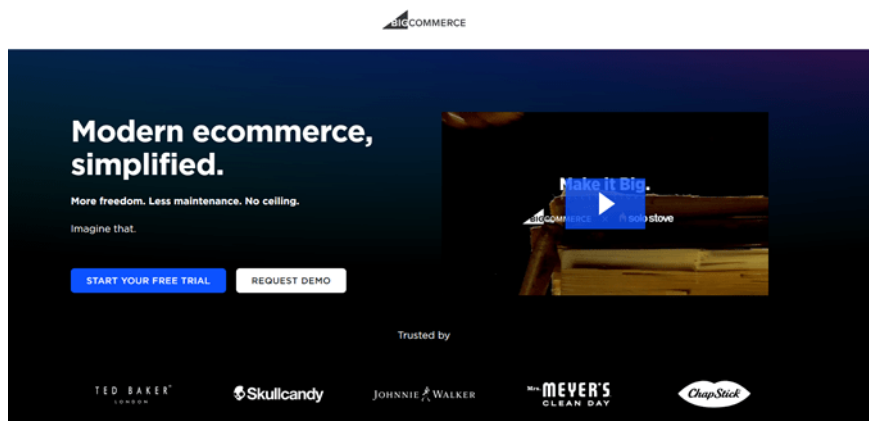 BIGCOMMERCE
Modern ecommerce,
simplified.
More freedom. Less maintenance. No ceiling.
Imagine that.
START YOUR FREE TRIAL
REQUEST DEMO
Make it Big.
BIGCOMMERCE × solo stove
Trusted by
TED BAKER
LONDON
Skullcandy
JOHNNIE WALKER
Mrs. MEYER'S
CLEAN DAY
ChapStick